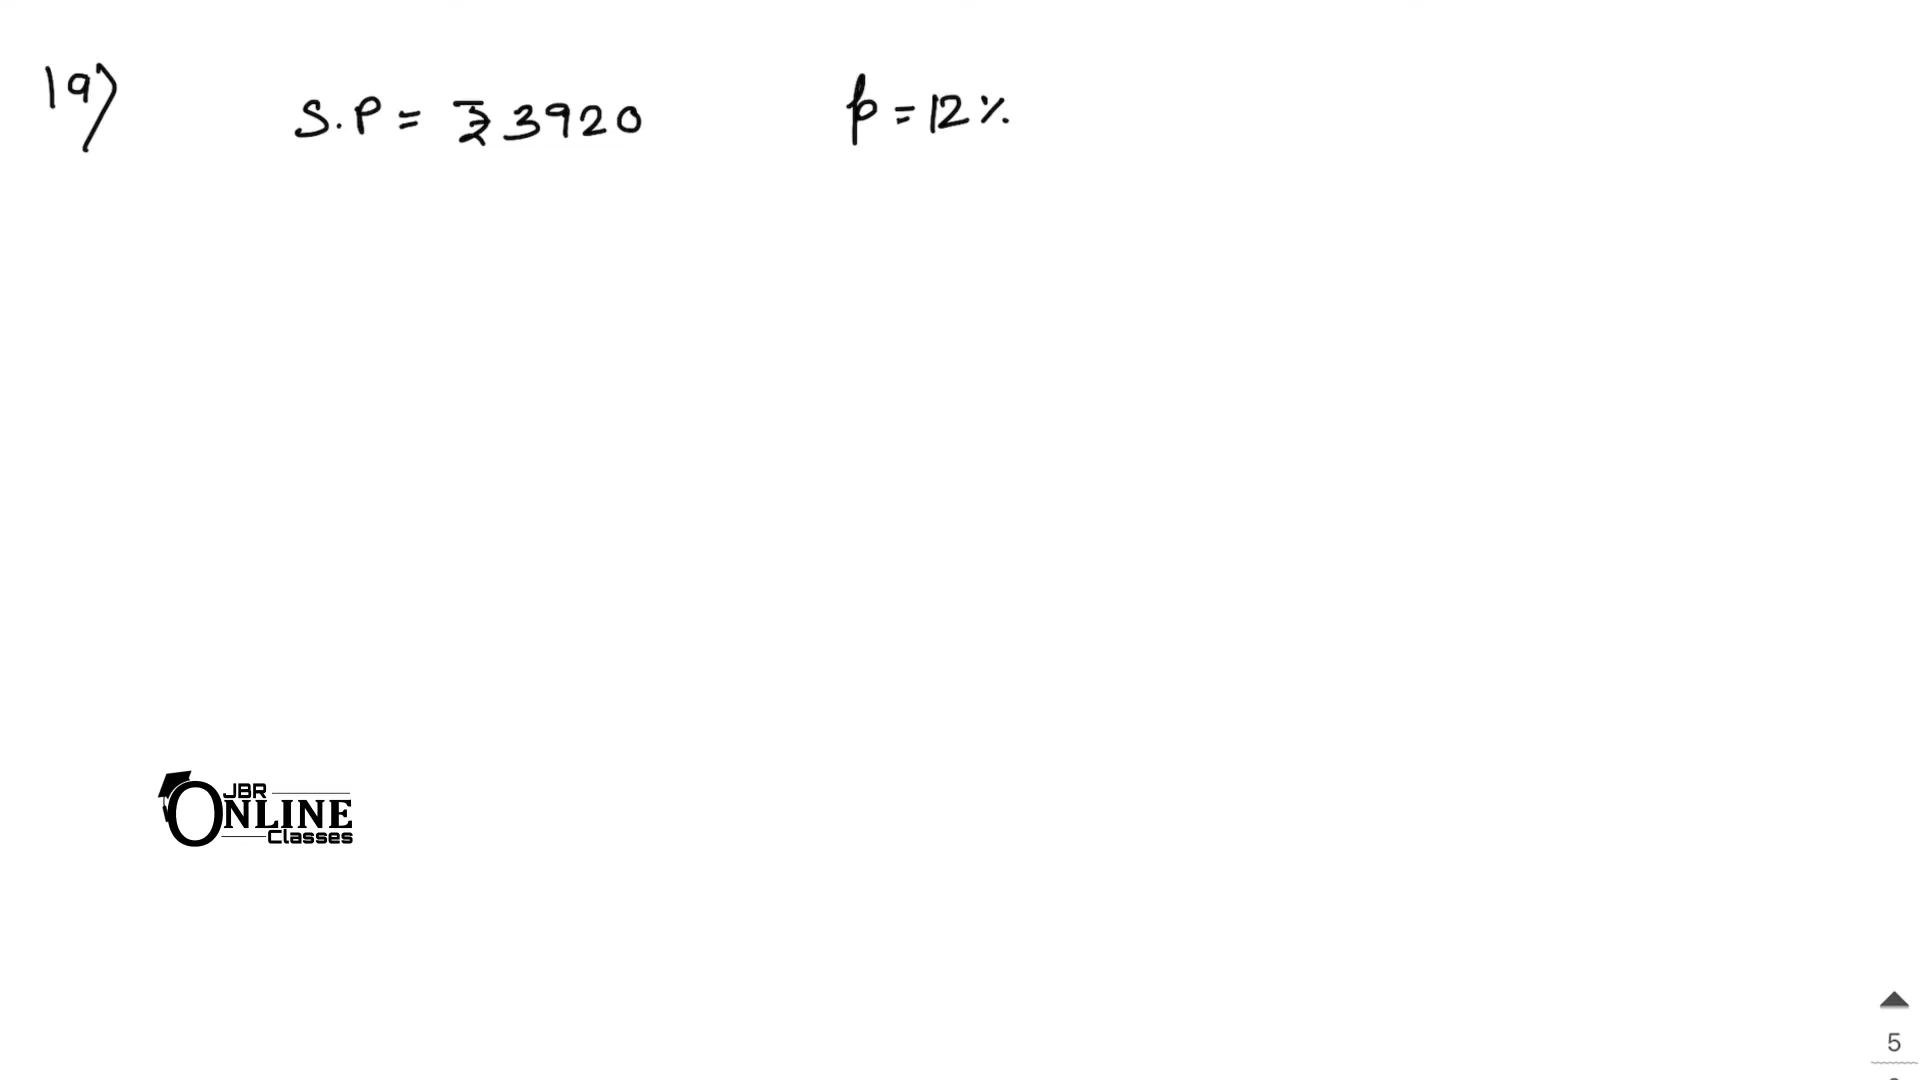 19) S.P = ₹ 3920 p = 12%
JBR
ONLINE
Classes
5